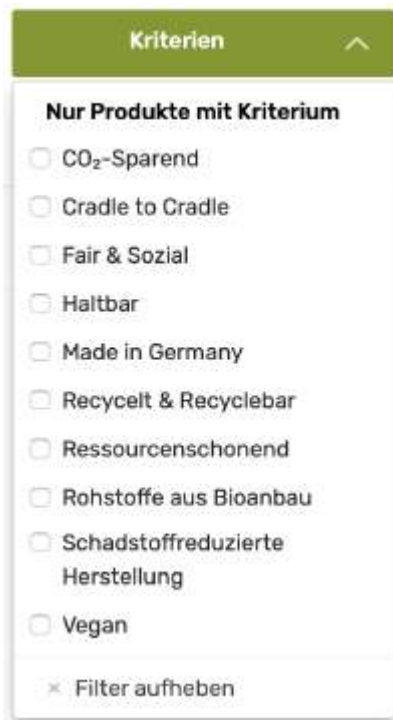 Kriterien
Nur Produkte mit Kriterium
CO₂-Sparend
Cradle to Cradle
Fair & Sozial
Haltbar
Made in Germany
Recycelt & Recyclebar
Ressourcenschonend
Rohstoffe aus Bioanbau
Schadstoffreduzierte
Herstellung
Vegan
× Filter aufheben